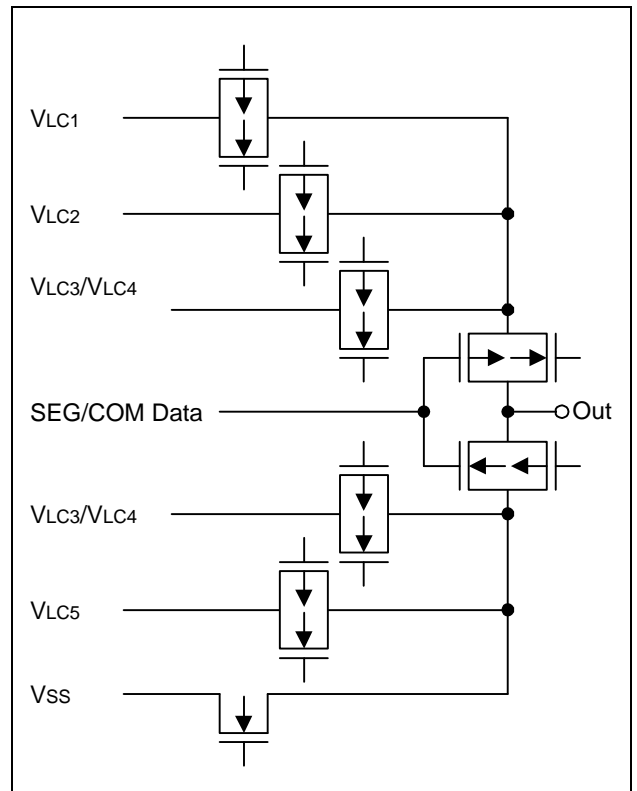 VLC1
VLC2
VLC3/VLC4
SEG/COM Data
Out
VLC3/VLC4
VLC5
VSS